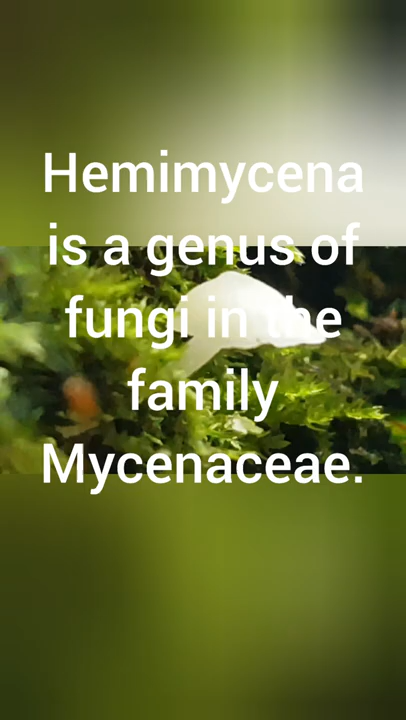 Hemimycena
is a genus of
fungi in the
family
Mycenaceae.